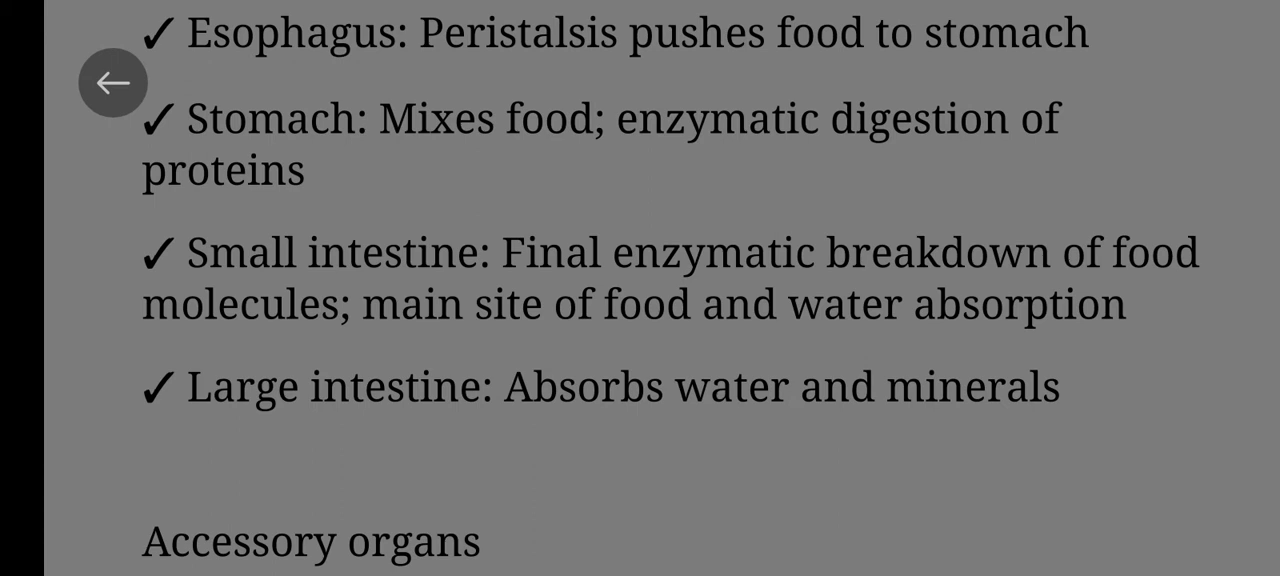 ✓ Esophagus: Peristalsis pushes food to stomach
✓ Stomach: Mixes food; enzymatic digestion of
proteins
✓ Small intestine: Final enzymatic breakdown of food
molecules; main site of food and water absorption
✓ Large intestine: Absorbs water and minerals
Accessory organs